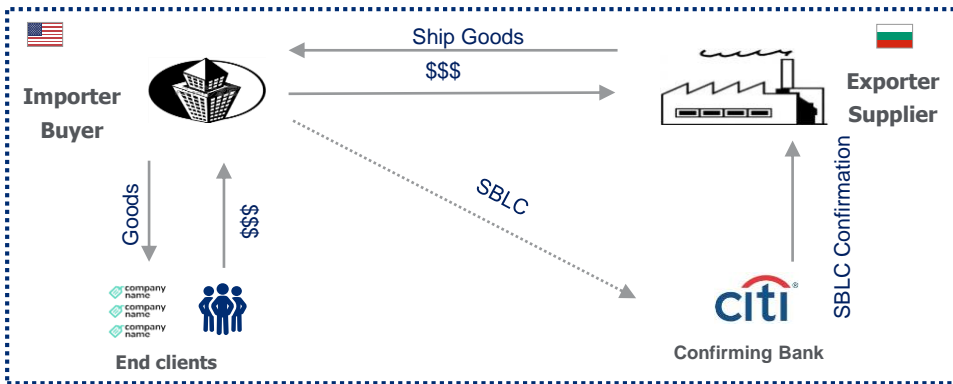 Ship Goods
$$$
Importer
Buyer
Exporter
Supplier
Goods
$$$
SBLC
SBLC Confirmation
company
name
company
name
company
name
citi®
End clients
Confirming Bank